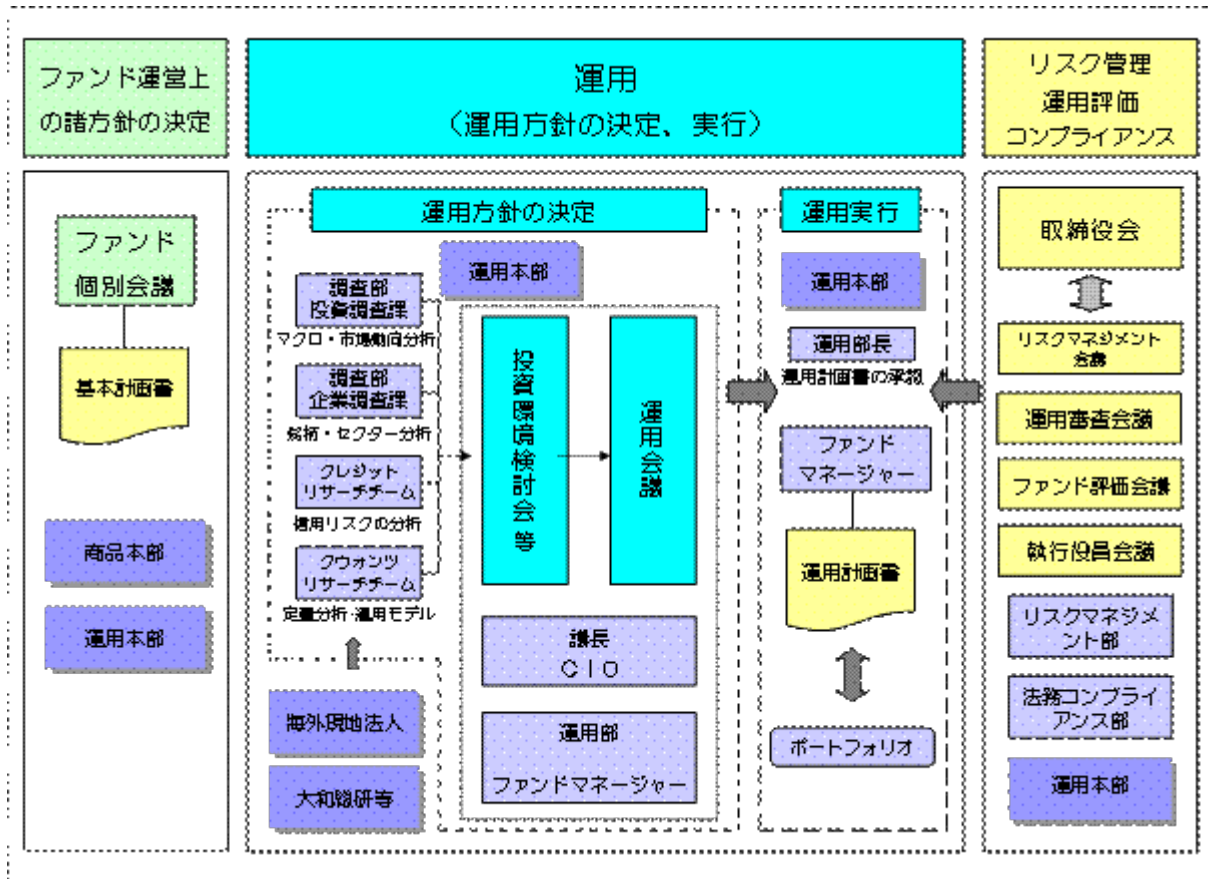 ファンド運営上
の諸方針の決定
運用
（運用方針の決定、実行）
リスク管理
運用評価
コンプライアンス
ファンド
個別会議
基本計画書
商品本部
運用本部
運用方針の決定
運用本部
調査部
投資調査課
マクロ・市場動向分析
調査部
企業調査課
銘柄・セクター分析
クレジット
リサーチチーム
信用リスクの分析
クウォンツ
リサーチチーム
定量分析・運用モデル
海外現地法人
大和総研等
投資環境検討会等
運用会議
議長
ＣＩＯ
運用部
ファンドマネージャー
運用実行
運用本部
運用部長
運用計画書の承認
ファンド
マネージャー
運用計画書
ポートフォリオ
取締役会
リスクマネジメント
会議
運用審査会議
ファンド評価会議
執行役員会議
リスクマネジメ
ント部
法務コンプライ
アンス部
運用本部